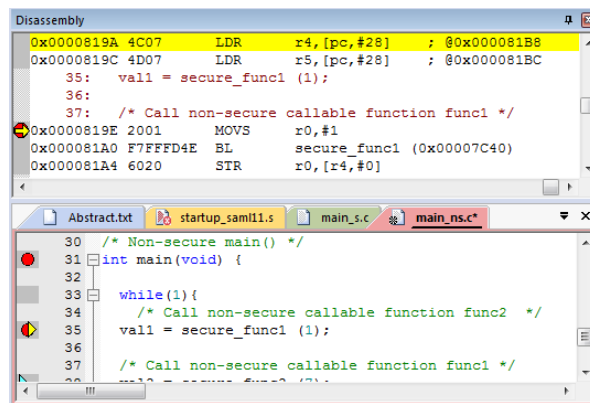 Disassembly
0x0000819A 4C07 LDR r4,[pc,#28] ; @0x000081B8
0x0000819C 4D07 LDR r5,[pc,#28] ; @0x000081BC
35: val1 = secure_func1 (1);
36:
37: /* Call non-secure callable function func1 */
0x0000819E 2001 MOVS r0,#1
0x000081A0 F7FFFD4E BL secure_func1 (0x00007C40)
0x000081A4 6020 STR r0,[r4,#0]
Abstract.txt startup_saml11.s main_s.c main_ns.c*
30 /* Non-secure main() */
31 int main(void) {
32
33 while(1){
34 /* Call non-secure callable function func2 */
35 val1 = secure_func1 (1);
36
37 /* Call non-secure callable function func1 */